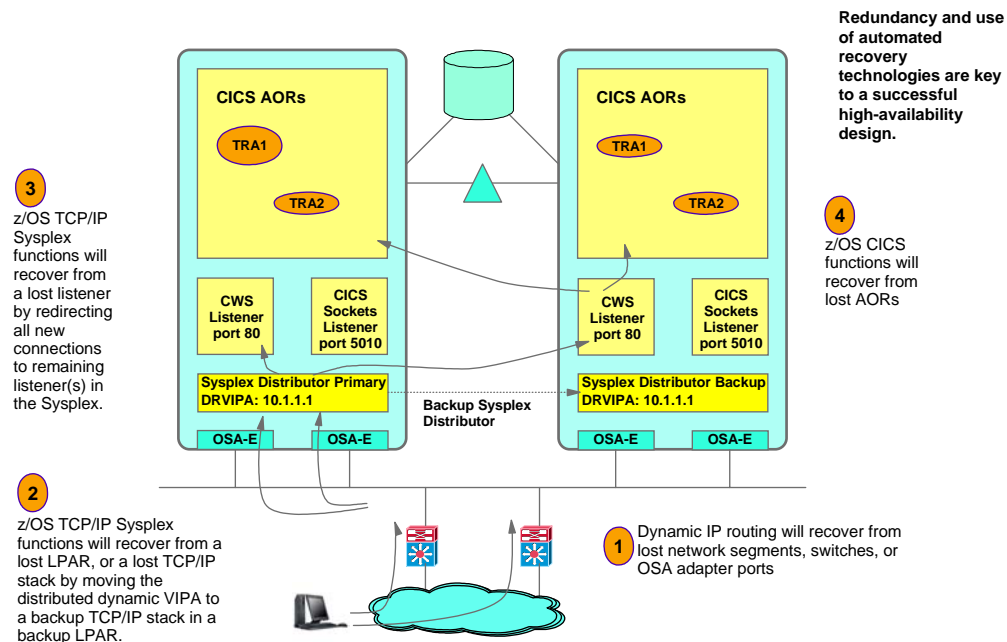 Redundancy and use
of automated
recovery
technologies are key
to a successful
high-availability
design.
CICS AORs
TRA1
TRA2
CICS AORs
TRA1
TRA2
3
z/OS TCP/IP
Sysplex
functions will
recover from
a lost listener
by redirecting
all new
connections
to remaining
listener(s) in
the Sysplex.
4
z/OS CICS
functions will
recover from
lost AORs
CWS
Listener
port 80
CICS
Sockets
Listener
port 5010
CWS
Listener
port 80
CICS
Sockets
Listener
port 5010
Sysplex Distributor Primary
DRVIPA: 10.1.1.1
Backup Sysplex
Distributor
Sysplex Distributor Backup
DRVIPA: 10.1.1.1
OSA-E
OSA-E
OSA-E
OSA-E
2
z/OS TCP/IP Sysplex
functions will recover from a
lost LPAR, or a lost TCP/IP
stack by moving the
distributed dynamic VIPA to
a backup TCP/IP stack in a
backup LPAR.
1
Dynamic IP routing will recover from
lost network segments, switches, or
OSA adapter ports